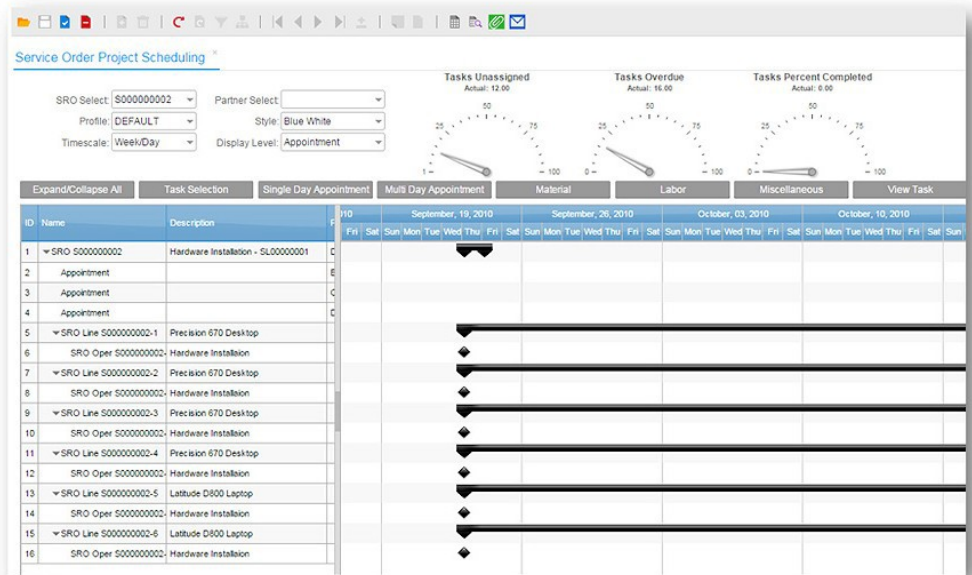 Service Order Project Scheduling
SRO Select: S000000002 Partner Select:
Profile: DEFAULT Style: Blue White
Timescale: Week/Day Display Level: Appointment
Tasks Unassigned
Actual: 12.00
1 25 50 75 100
Tasks Overdue
Actual: 16.00
0 25 50 75 100
Tasks Percent Completed
Actual: 0.00
0 25 50 75 100
Expand/Collapse All Task Selection Single Day Appointment Multi Day Appointment Material Labor Miscellaneous View Task
ID Name Description
September, 19, 2010 September, 26, 2010 October, 03, 2010 October, 10, 2010
Fri Sat Sun Mon Tue Wed Thu Fri Sat Sun Mon Tue Wed Thu Fri Sat Sun Mon Tue Wed Thu Fri Sat Sun Mon Tue Wed Thu Fri Sat Sun
1 SRO S000000002 Hardware Installation - SL00000001
2 Appointment
3 Appointment
4 Appointment
5 SRO Line S000000002-1 Precision 670 Desktop
6 SRO Oper S000000002- Hardware Installaion
7 SRO Line S000000002-2 Precision 670 Desktop
8 SRO Oper S000000002- Hardware Installaion
9 SRO Line S000000002-3 Precision 670 Desktop
10 SRO Oper S000000002- Hardware Installaion
11 SRO Line S000000002-4 Precision 670 Desktop
12 SRO Oper S000000002- Hardware Installaion
13 SRO Line S000000002-5 Latitude D800 Laptop
14 SRO Oper S000000002- Hardware Installaion
15 SRO Line S000000002-6 Latitude D800 Laptop
16 SRO Oper S000000002- Hardware Installaion